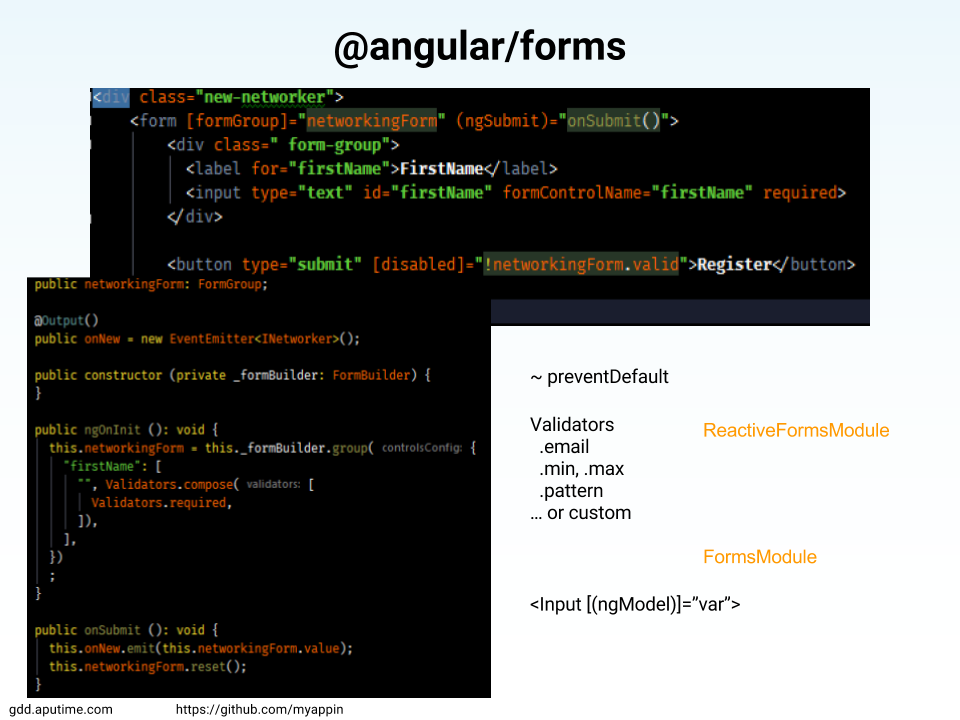 @angular/forms
<div class="new-networker">
<form [formGroup]="networkingForm" (ngSubmit)="onSubmit()">
<div class=" form-group">
<label for="firstName">FirstName</label>
<input type="text" id="firstName" formControlName="firstName" required>
</div>
<button type="submit" [disabled]="!networkingForm.valid">Register</button>
public networkingForm: FormGroup;
@Output()
public onNew = new EventEmitter<INetworker>();
public constructor (private _formBuilder: FormBuilder) {
}
public ngOnInit (): void {
this.networkingForm = this._formBuilder.group( controlsConfig: {
"firstName": [
"", Validators.compose( validators: [
Validators.required,
]),
],
})
;
}
public onSubmit (): void {
this.onNew.emit(this.networkingForm.value);
this.networkingForm.reset();
}
~ preventDefault
Validators
.email
.min, .max
.pattern
… or custom
ReactiveFormsModule
FormsModule
<Input [(ngModel)]=”var”>
gdd.aputime.com
https://github.com/myappin